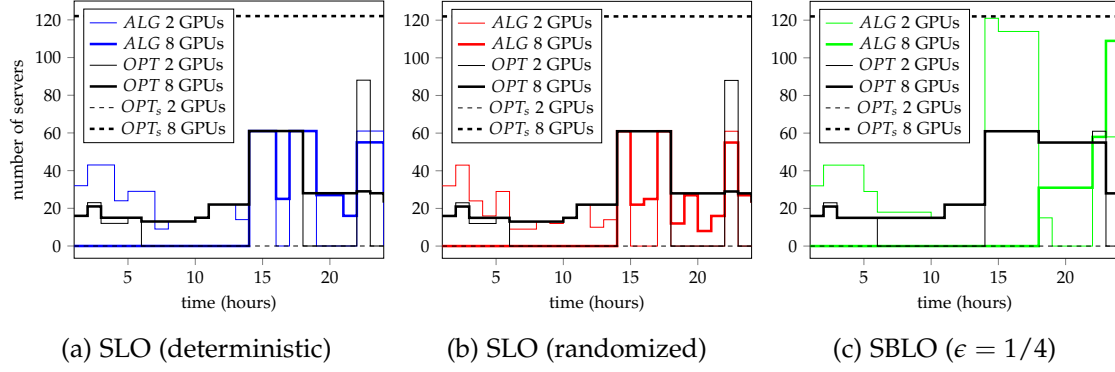 number of servers
120
100
80
60
40
20
0
ALG 2 GPUs
ALG 8 GPUs
OPT 2 GPUs
OPT 8 GPUs
OPTs 2 GPUs
OPTs 8 GPUs
5 10 15 20
time (hours)
(a) SLO (deterministic)
120
100
80
60
40
20
0
ALG 2 GPUs
ALG 8 GPUs
OPT 2 GPUs
OPT 8 GPUs
OPTs 2 GPUs
OPTs 8 GPUs
5 10 15 20
time (hours)
(b) SLO (randomized)
120
100
80
60
40
20
0
ALG 2 GPUs
ALG 8 GPUs
OPT 2 GPUs
OPT 8 GPUs
OPTs 2 GPUs
OPTs 8 GPUs
5 10 15 20
time (hours)
(c) SBLO (ϵ = 1/4)